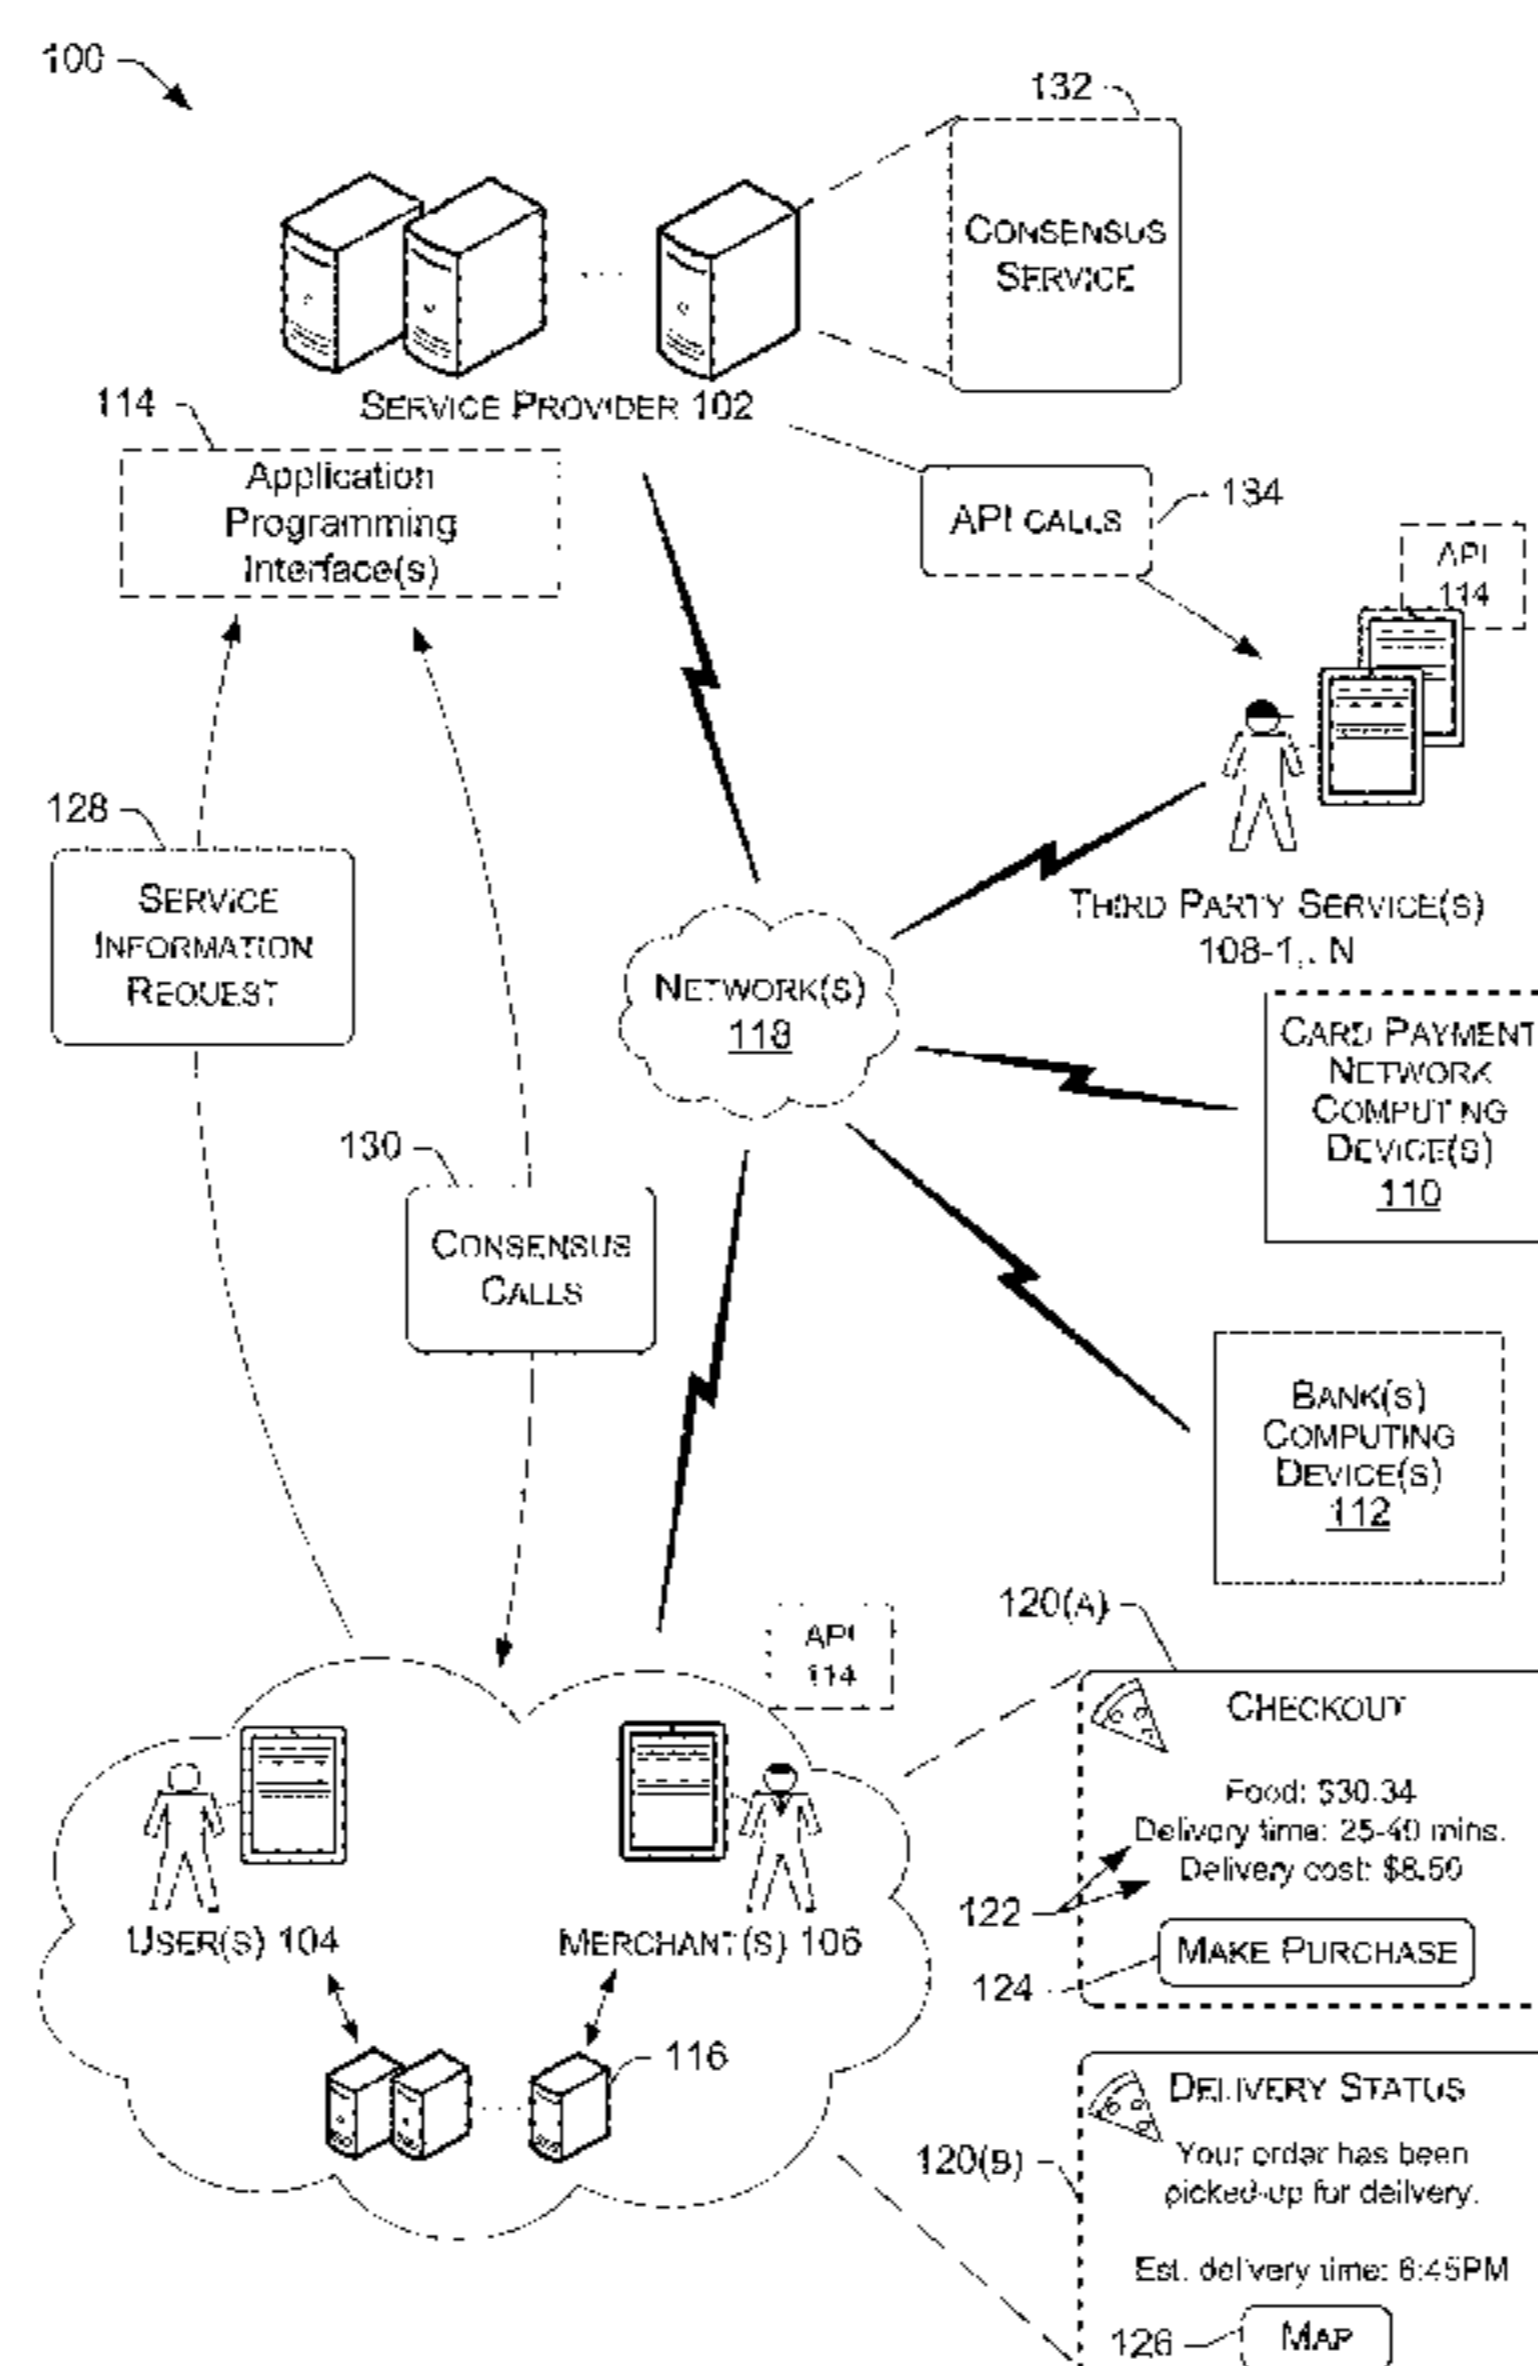 100
132
CONSENSUS
SERVICE
SERVICE PROVIDER 102
114
Application
Programming
Interface(s)
API CALLS
134
API
114
128
SERVICE
INFORMATION
REQUEST
THIRD PARTY SERVICE(S)
108-1...N
NETWORK(S)
118
CARD PAYMENT
NETWORK
COMPUTING
DEVICE(S)
110
130
CONSENSUS
CALLS
BANK(S)
COMPUTING
DEVICE(S)
112
120(A)
API
114
CHECKOUT
Food: $30.34
Delivery time: 25-40 mins.
Delivery cost: $8.50
122
USER(S) 104
MERCHANT(S) 106
MAKE PURCHASE
124
116
DELIVERY STATUS
120(B)
Your order has been
picked-up for deilvery.
Est. delivery time: 6:45PM
126
MAP